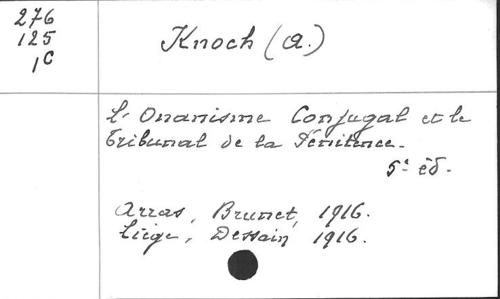 276
125
1C
Knoch (A.)
L'Onanisme Conjugal et le
Tribunal de la Pénitence.
5e éd.
Arras, Brunet, 1916.
Liège, Dessain 1916.